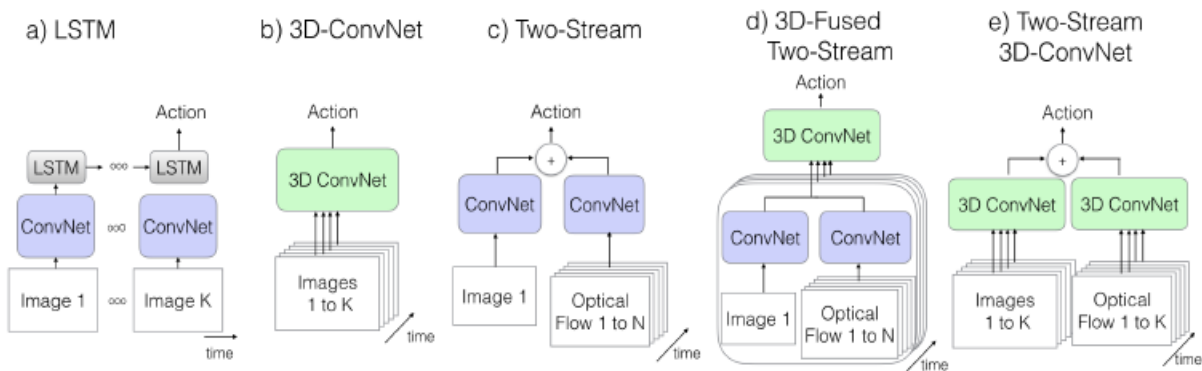 a) LSTM
Action
LSTM ∞ LSTM
ConvNet ∞ ConvNet
Image 1 ∞ Image K
time
b) 3D-ConvNet
Action
3D ConvNet
Images
1 to K
time
c) Two-Stream
Action
+
ConvNet ConvNet
Image 1
Optical
Flow 1 to N
time
d) 3D-Fused
Two-Stream
Action
3D ConvNet
ConvNet ConvNet
Image 1
Optical
Flow 1 to N
time
e) Two-Stream
3D-ConvNet
Action
+
3D ConvNet 3D ConvNet
Images
1 to K
Optical
Flow 1 to K
time